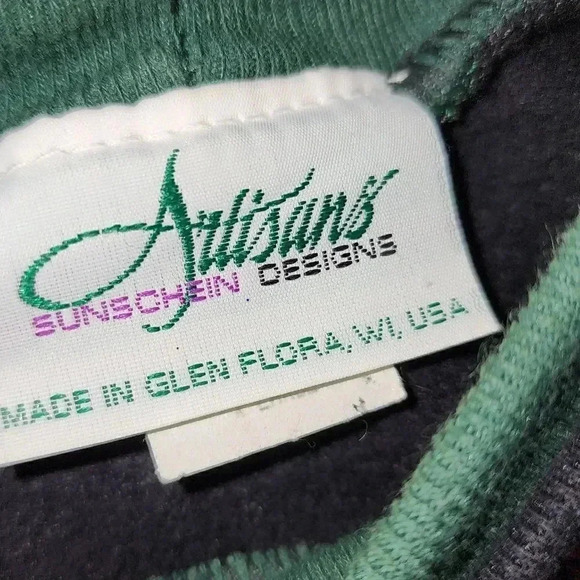 Artisans
SUNSCHEIN DESIGNS
MADE IN GLEN FLORA, WI, USA